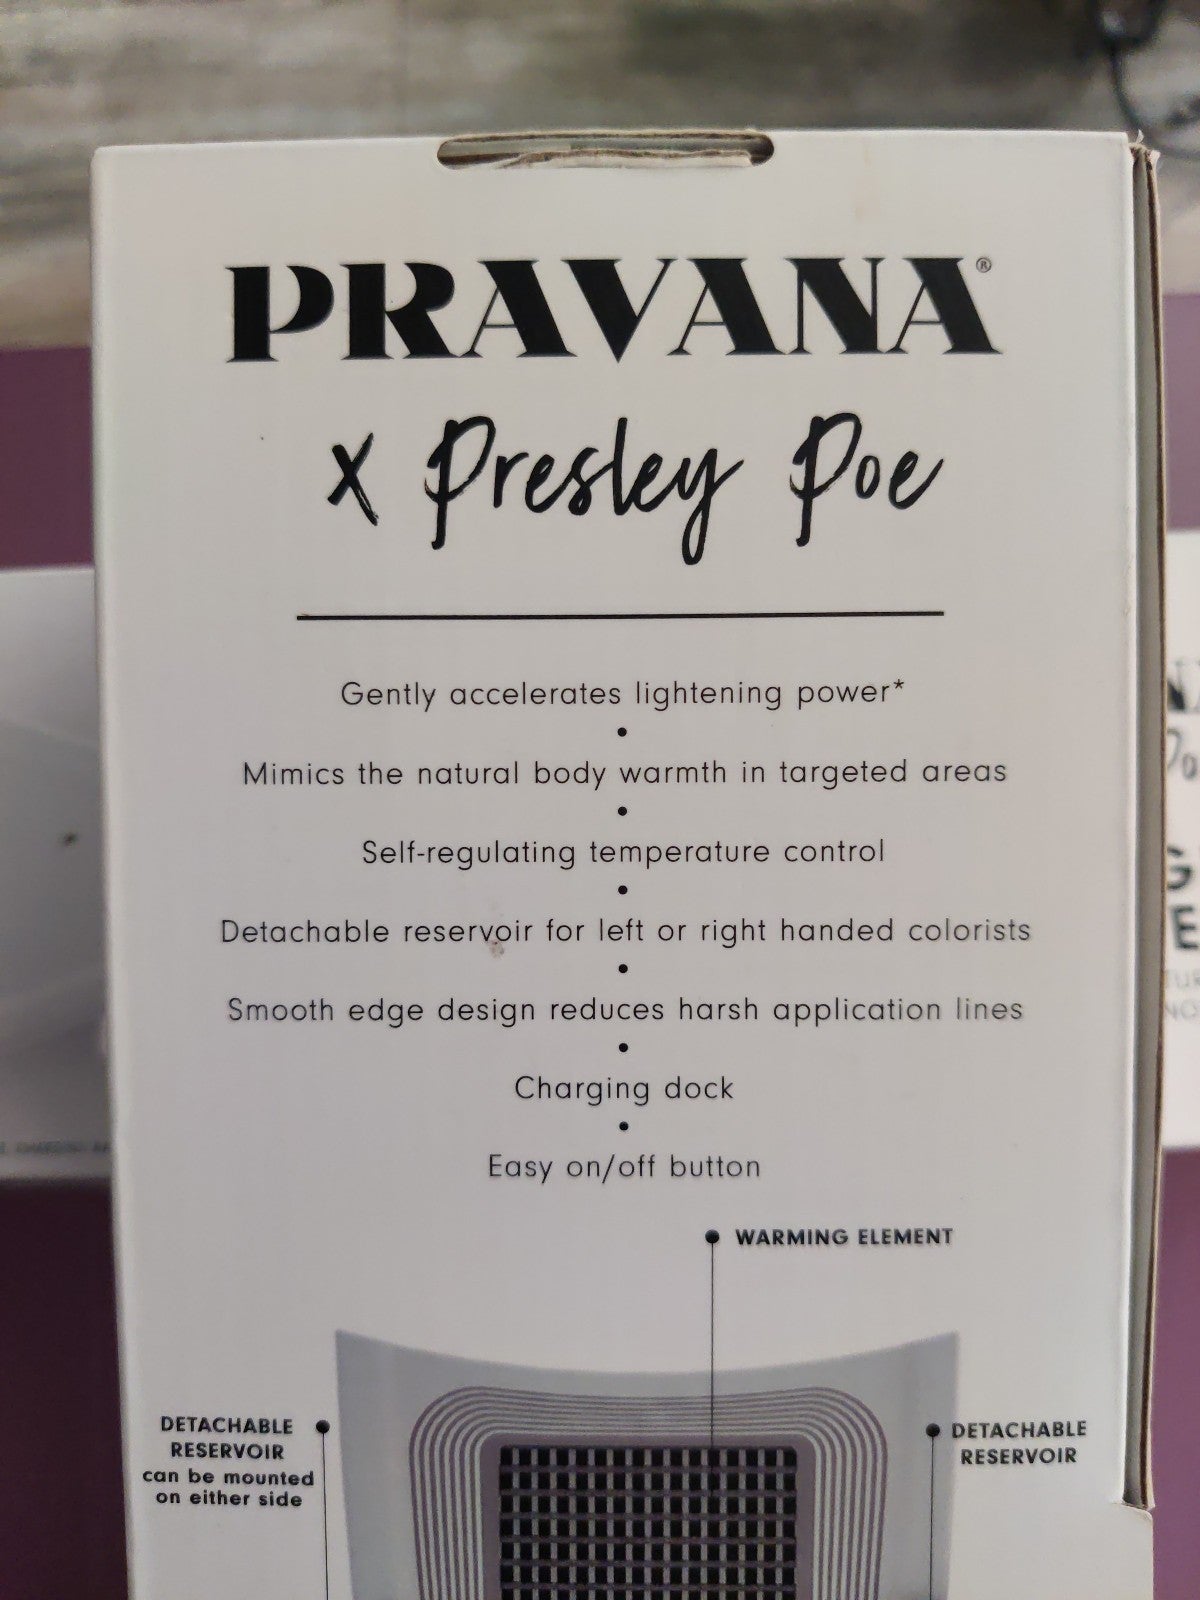 PRAVANA®
x Presley Poe
Gently accelerates lightening power*
•
Mimics the natural body warmth in targeted areas
•
Self-regulating temperature control
•
Detachable reservoir for left or right handed colorists
•
Smooth edge design reduces harsh application lines
•
Charging dock
•
Easy on/off button
WARMING ELEMENT
DETACHABLE
RESERVOIR
can be mounted
on either side
DETACHABLE
RESERVOIR